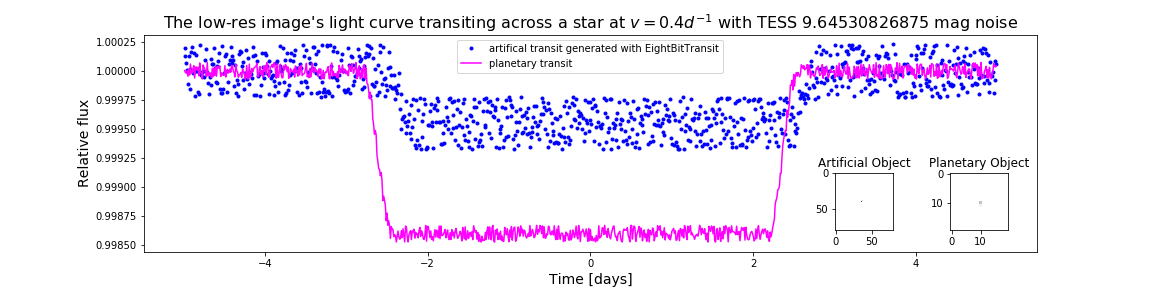 The low-res image's light curve transiting across a star at v = 0.4d⁻¹ with TESS 9.64530826875 mag noise
artifical transit generated with EightBitTransit
planetary transit
Relative flux
1.00025
1.00000
0.99975
0.99950
0.99925
0.99900
0.99875
0.99850
Artificial Object
0
50
0 50
Planetary Object
0
10
0 10
−4 −2 0 2 4
Time [days]